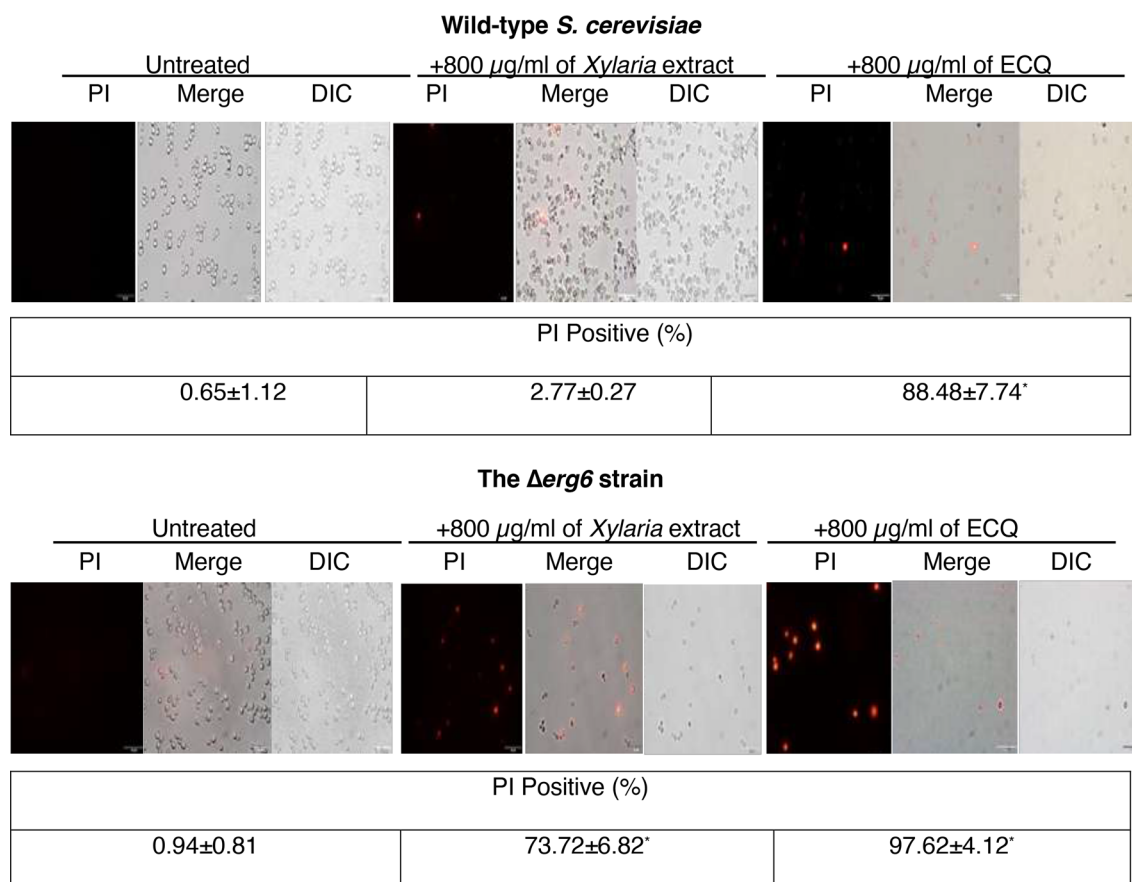 Wild-type S. cerevisiae
Untreated +800 µg/ml of Xylaria extract +800 µg/ml of ECQ
PI Merge DIC PI Merge DIC PI Merge DIC
PI Positive (%)
0.65±1.12 2.77±0.27 88.48±7.74*
The Δerg6 strain
Untreated +800 µg/ml of Xylaria extract +800 µg/ml of ECQ
PI Merge DIC PI Merge DIC PI Merge DIC
PI Positive (%)
0.94±0.81 73.72±6.82* 97.62±4.12*